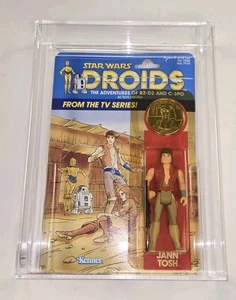 STAR WARS
DROIDS
THE ADVENTURES OF R2-D2 AND C-3PO
FROM THE TV SERIES!
Kenner
JANN
TOSH